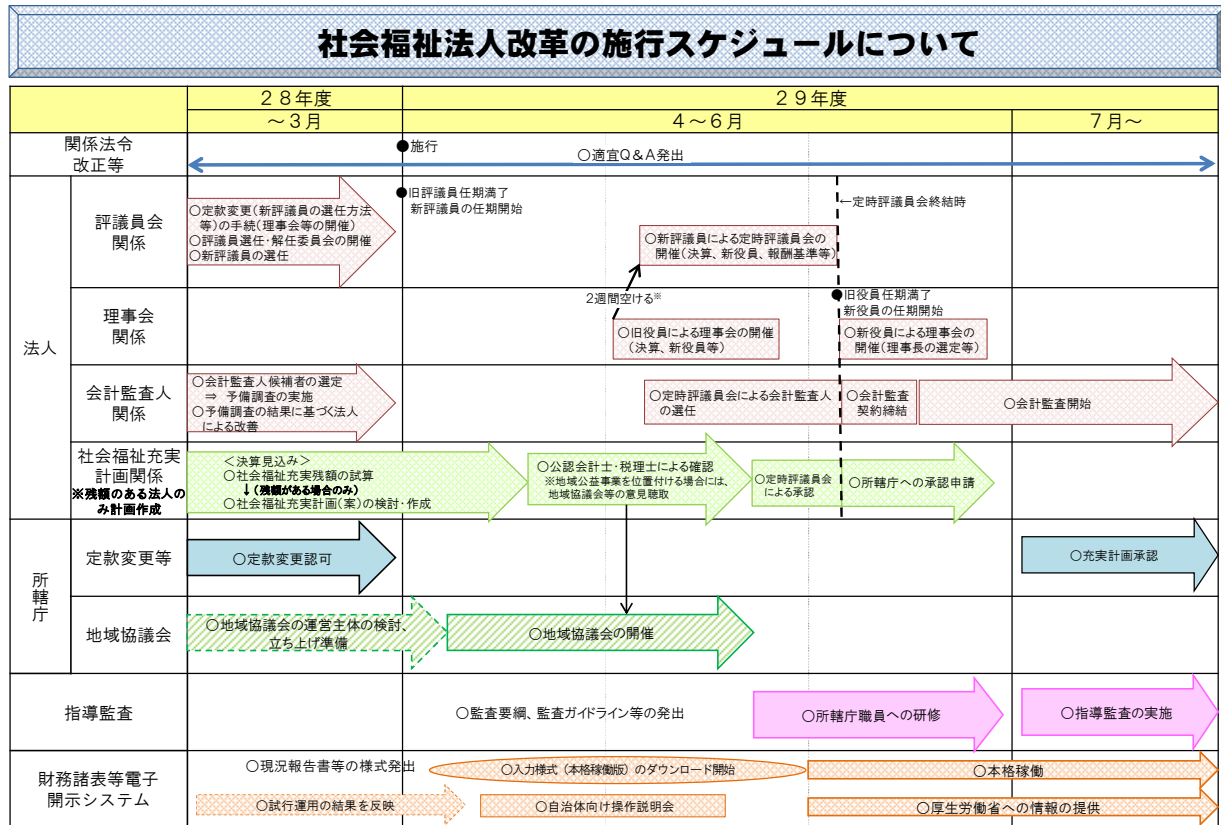 社会福祉法人改革の施行スケジュールについて
２８年度
２９年度
～３月
４～６月
７月～
関係法令
改正等
●施行
○適宜Ｑ＆Ａ発出
法人
評議員会
関係
○定款変更（新評議員の選任方法
等）の手続（理事会等の開催）
○評議員選任・解任委員会の開催
○新評議員の選任
●旧評議員任期満了
新評議員の任期開始
←定時評議員会終結時
○新評議員による定時評議員会の
開催（決算、新役員、報酬基準等）
2週間空ける※
理事会
関係
○旧役員による理事会の開催
（決算、新役員等）
●旧役員任期満了
新役員の任期開始
○新役員による理事会の
開催（理事長の選定等）
会計監査人
関係
○会計監査人候補者の選定
⇒ 予備調査の実施
○予備調査の結果に基づく法人
による改善
○定時評議員会による会計監査人
の選任
○会計監査
契約締結
○会計監査開始
社会福祉充実
計画関係
※残額のある法人の
み計画作成
＜決算見込み＞
○社会福祉充実残額の試算
↓（残額がある場合のみ）
○社会福祉充実計画（案）の検討・作成
○公認会計士・税理士による確認
※地域公益事業を位置付ける場合には、
地域協議会等の意見聴取
○定時評議員会
による承認
○所轄庁への承認申請
所轄庁
定款変更等
○定款変更認可
○充実計画承認
地域協議会
○地域協議会の運営主体の検討、
立ち上げ準備
○地域協議会の開催
指導監査
○監査要綱、監査ガイドライン等の発出
○所轄庁職員への研修
○指導監査の実施
財務諸表等電子
開示システム
○現況報告書等の様式発出
○入力様式（本格稼働版）のダウンロード開始
○本格稼働
○試行運用の結果を反映
○自治体向け操作説明会
○厚生労働省への情報の提供